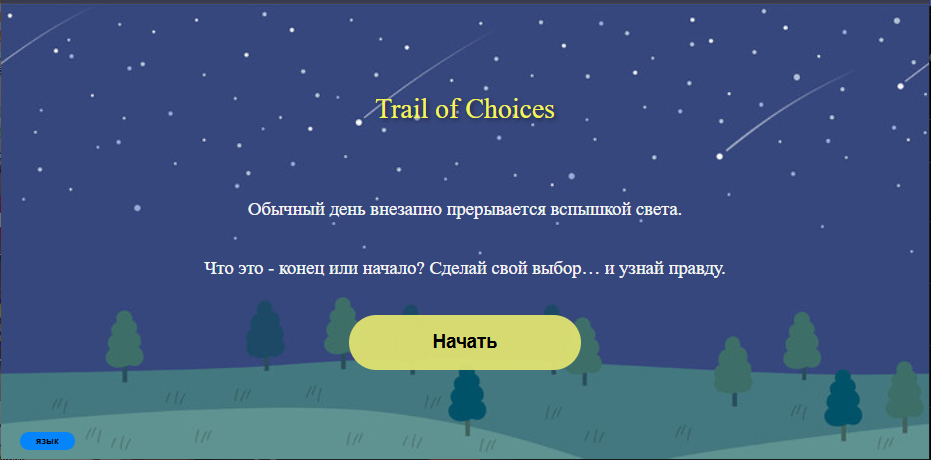 Trail of Choices
Обычный день внезапно прерывается вспышкой света.
Что это - конец или начало? Сделай свой выбор… и узнай правду.
Начать
язык